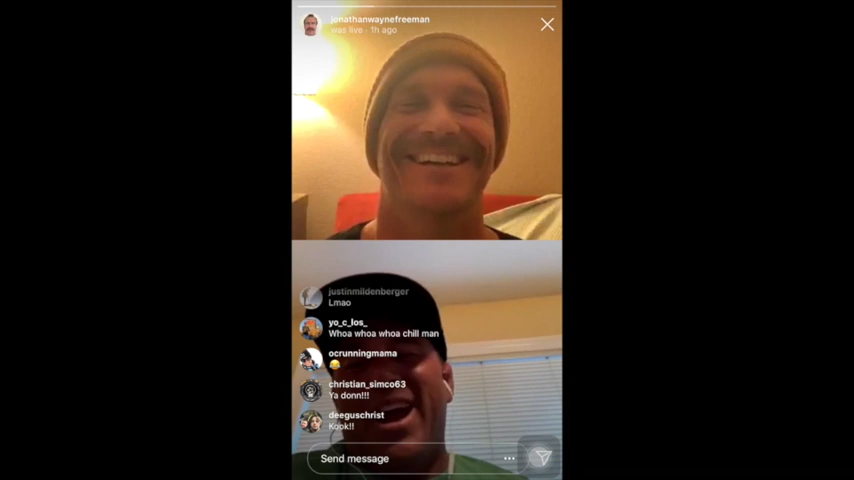 jonathanwaynefreeman
was live · 1h ago
justinmildenberger
Lmao
yo_c_los_
Whoa whoa whoa chill man
ocrunningmama
😂
christian_simco63
Ya donn!!!
deeguschrist
Kook!!
Send message